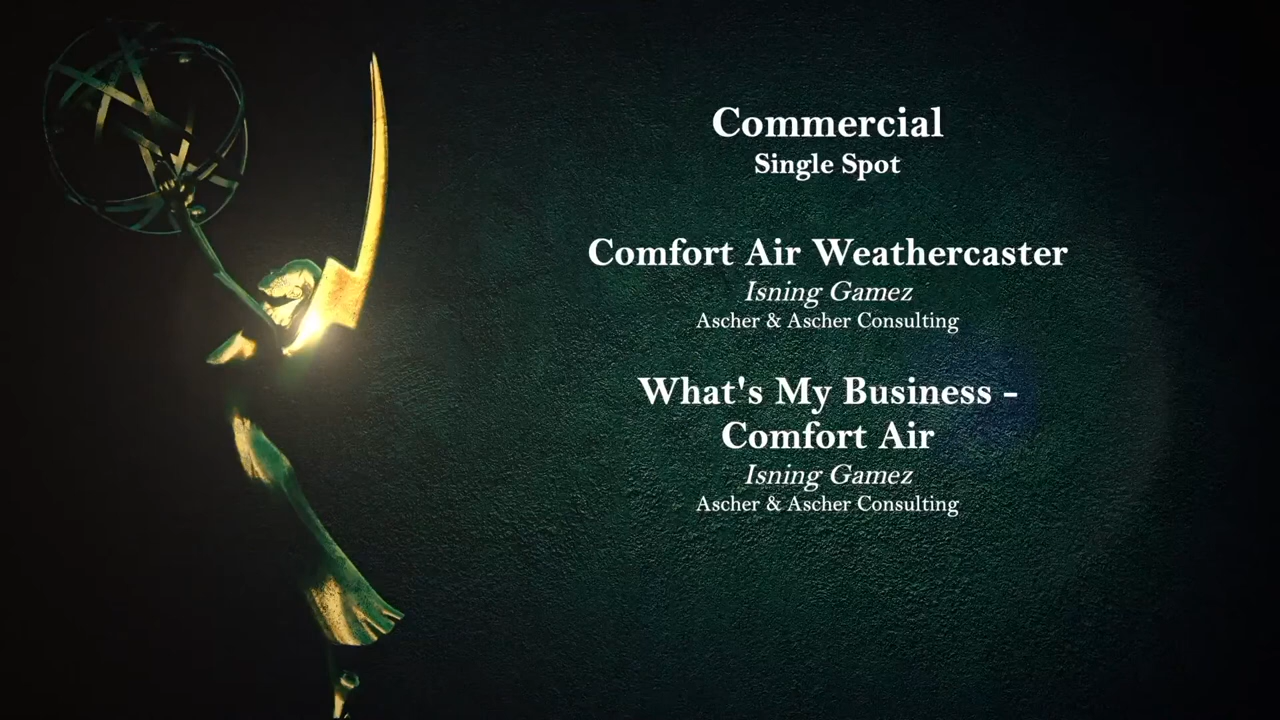 Commercial
Single Spot
Comfort Air Weathercaster
Isning Gamez
Ascher & Ascher Consulting
What's My Business -
Comfort Air
Isning Gamez
Ascher & Ascher Consulting